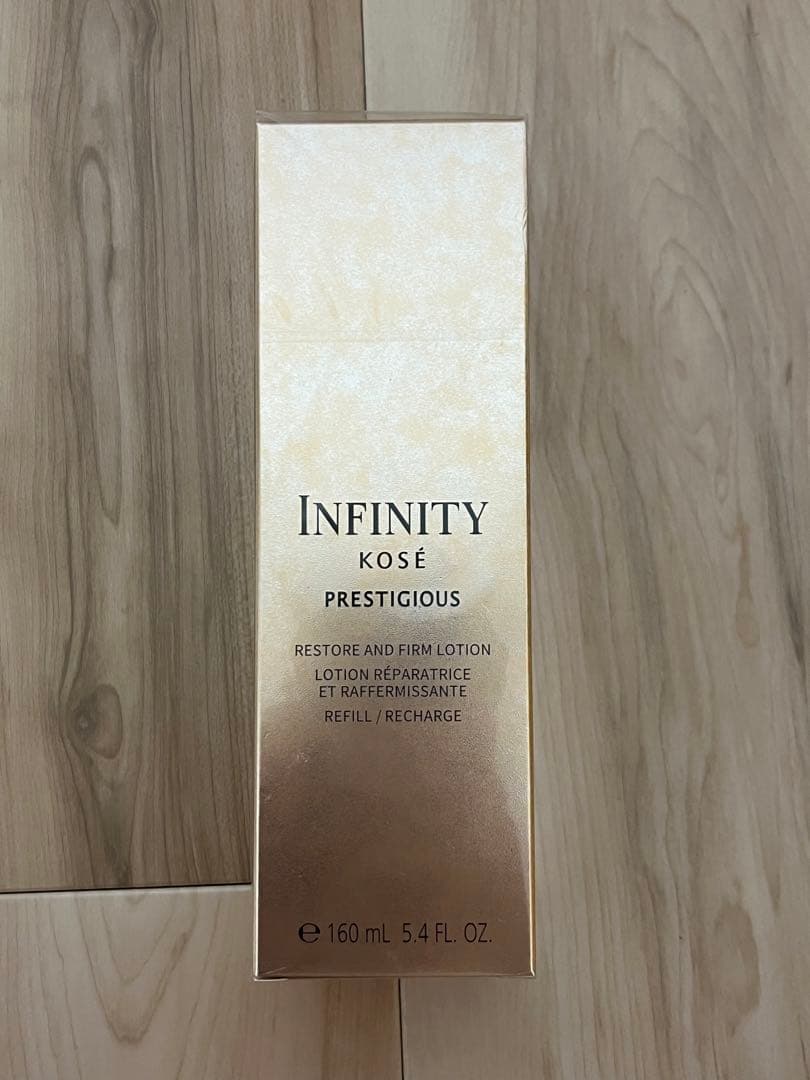 INFINITY
KOSÉ
PRESTIGIOUS
RESTORE AND FIRM LOTION
LOTION RÉPARATRICE
ET RAFFERMISSANTE
REFILL / RECHARGE
℮ 160 mL 5.4 FL. OZ.